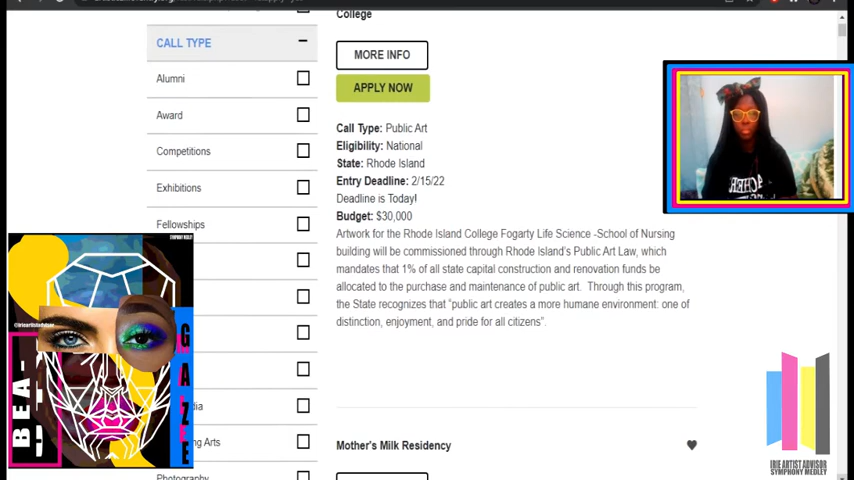 College
CALL TYPE
MORE INFO
Alumni
APPLY NOW
Award
Call Type: Public Art
Eligibility: National
Competitions
State: Rhode Island
Entry Deadline: 2/15/22
Exhibitions
Deadline is Today!
Budget: $30,000
Fellowships
Artwork for the Rhode Island College Fogarty Life Science -School of Nursing
building will be commissioned through Rhode Island's Public Art Law, which
mandates that 1% of all state capital construction and renovation funds be
allocated to the purchase and maintenance of public art. Through this program,
the State recognizes that "public art creates a more humane environment: one of
distinction, enjoyment, and pride for all citizens".
SYMPHONY MEDLEY
@irieartistadvisor
GAZE
BEA-
Mother's Milk Residency
Photography
IRIE ARTIST ADVISOR
SYMPHONY MEDLEY